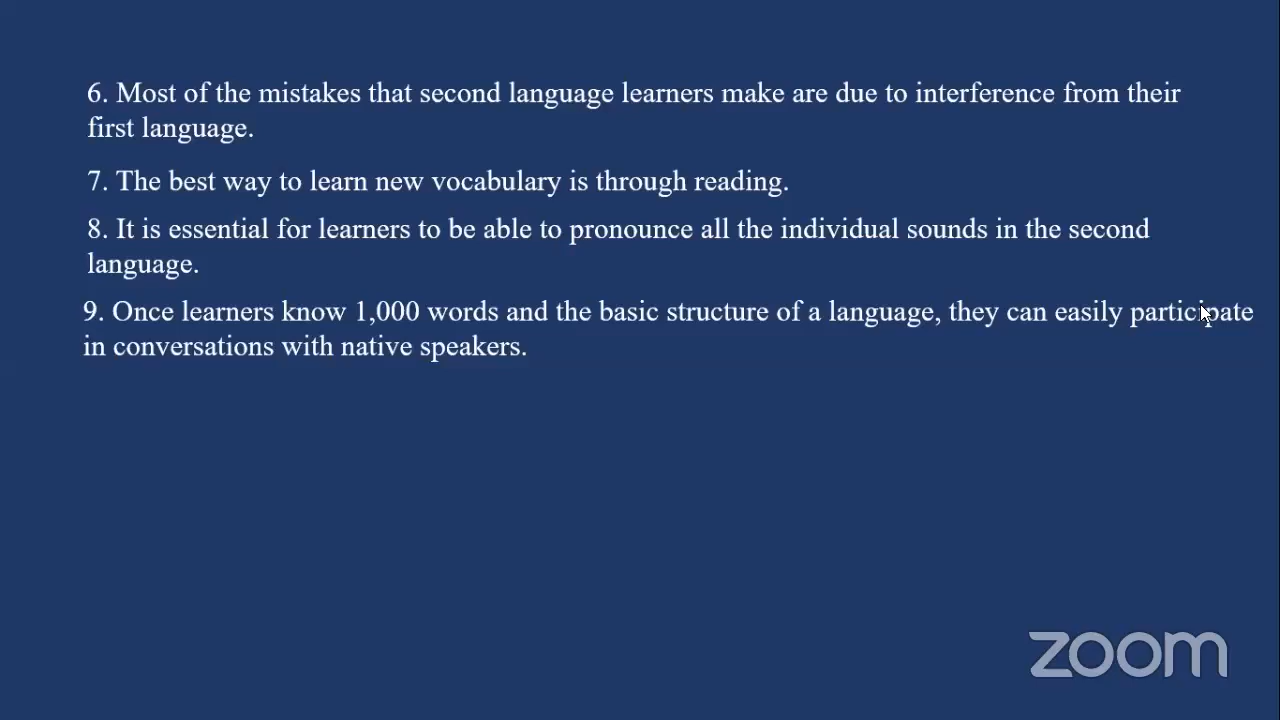 6. Most of the mistakes that second language learners make are due to interference from their
first language.
7. The best way to learn new vocabulary is through reading.
8. It is essential for learners to be able to pronounce all the individual sounds in the second
language.
9. Once learners know 1,000 words and the basic structure of a language, they can easily participate
in conversations with native speakers.
zoom